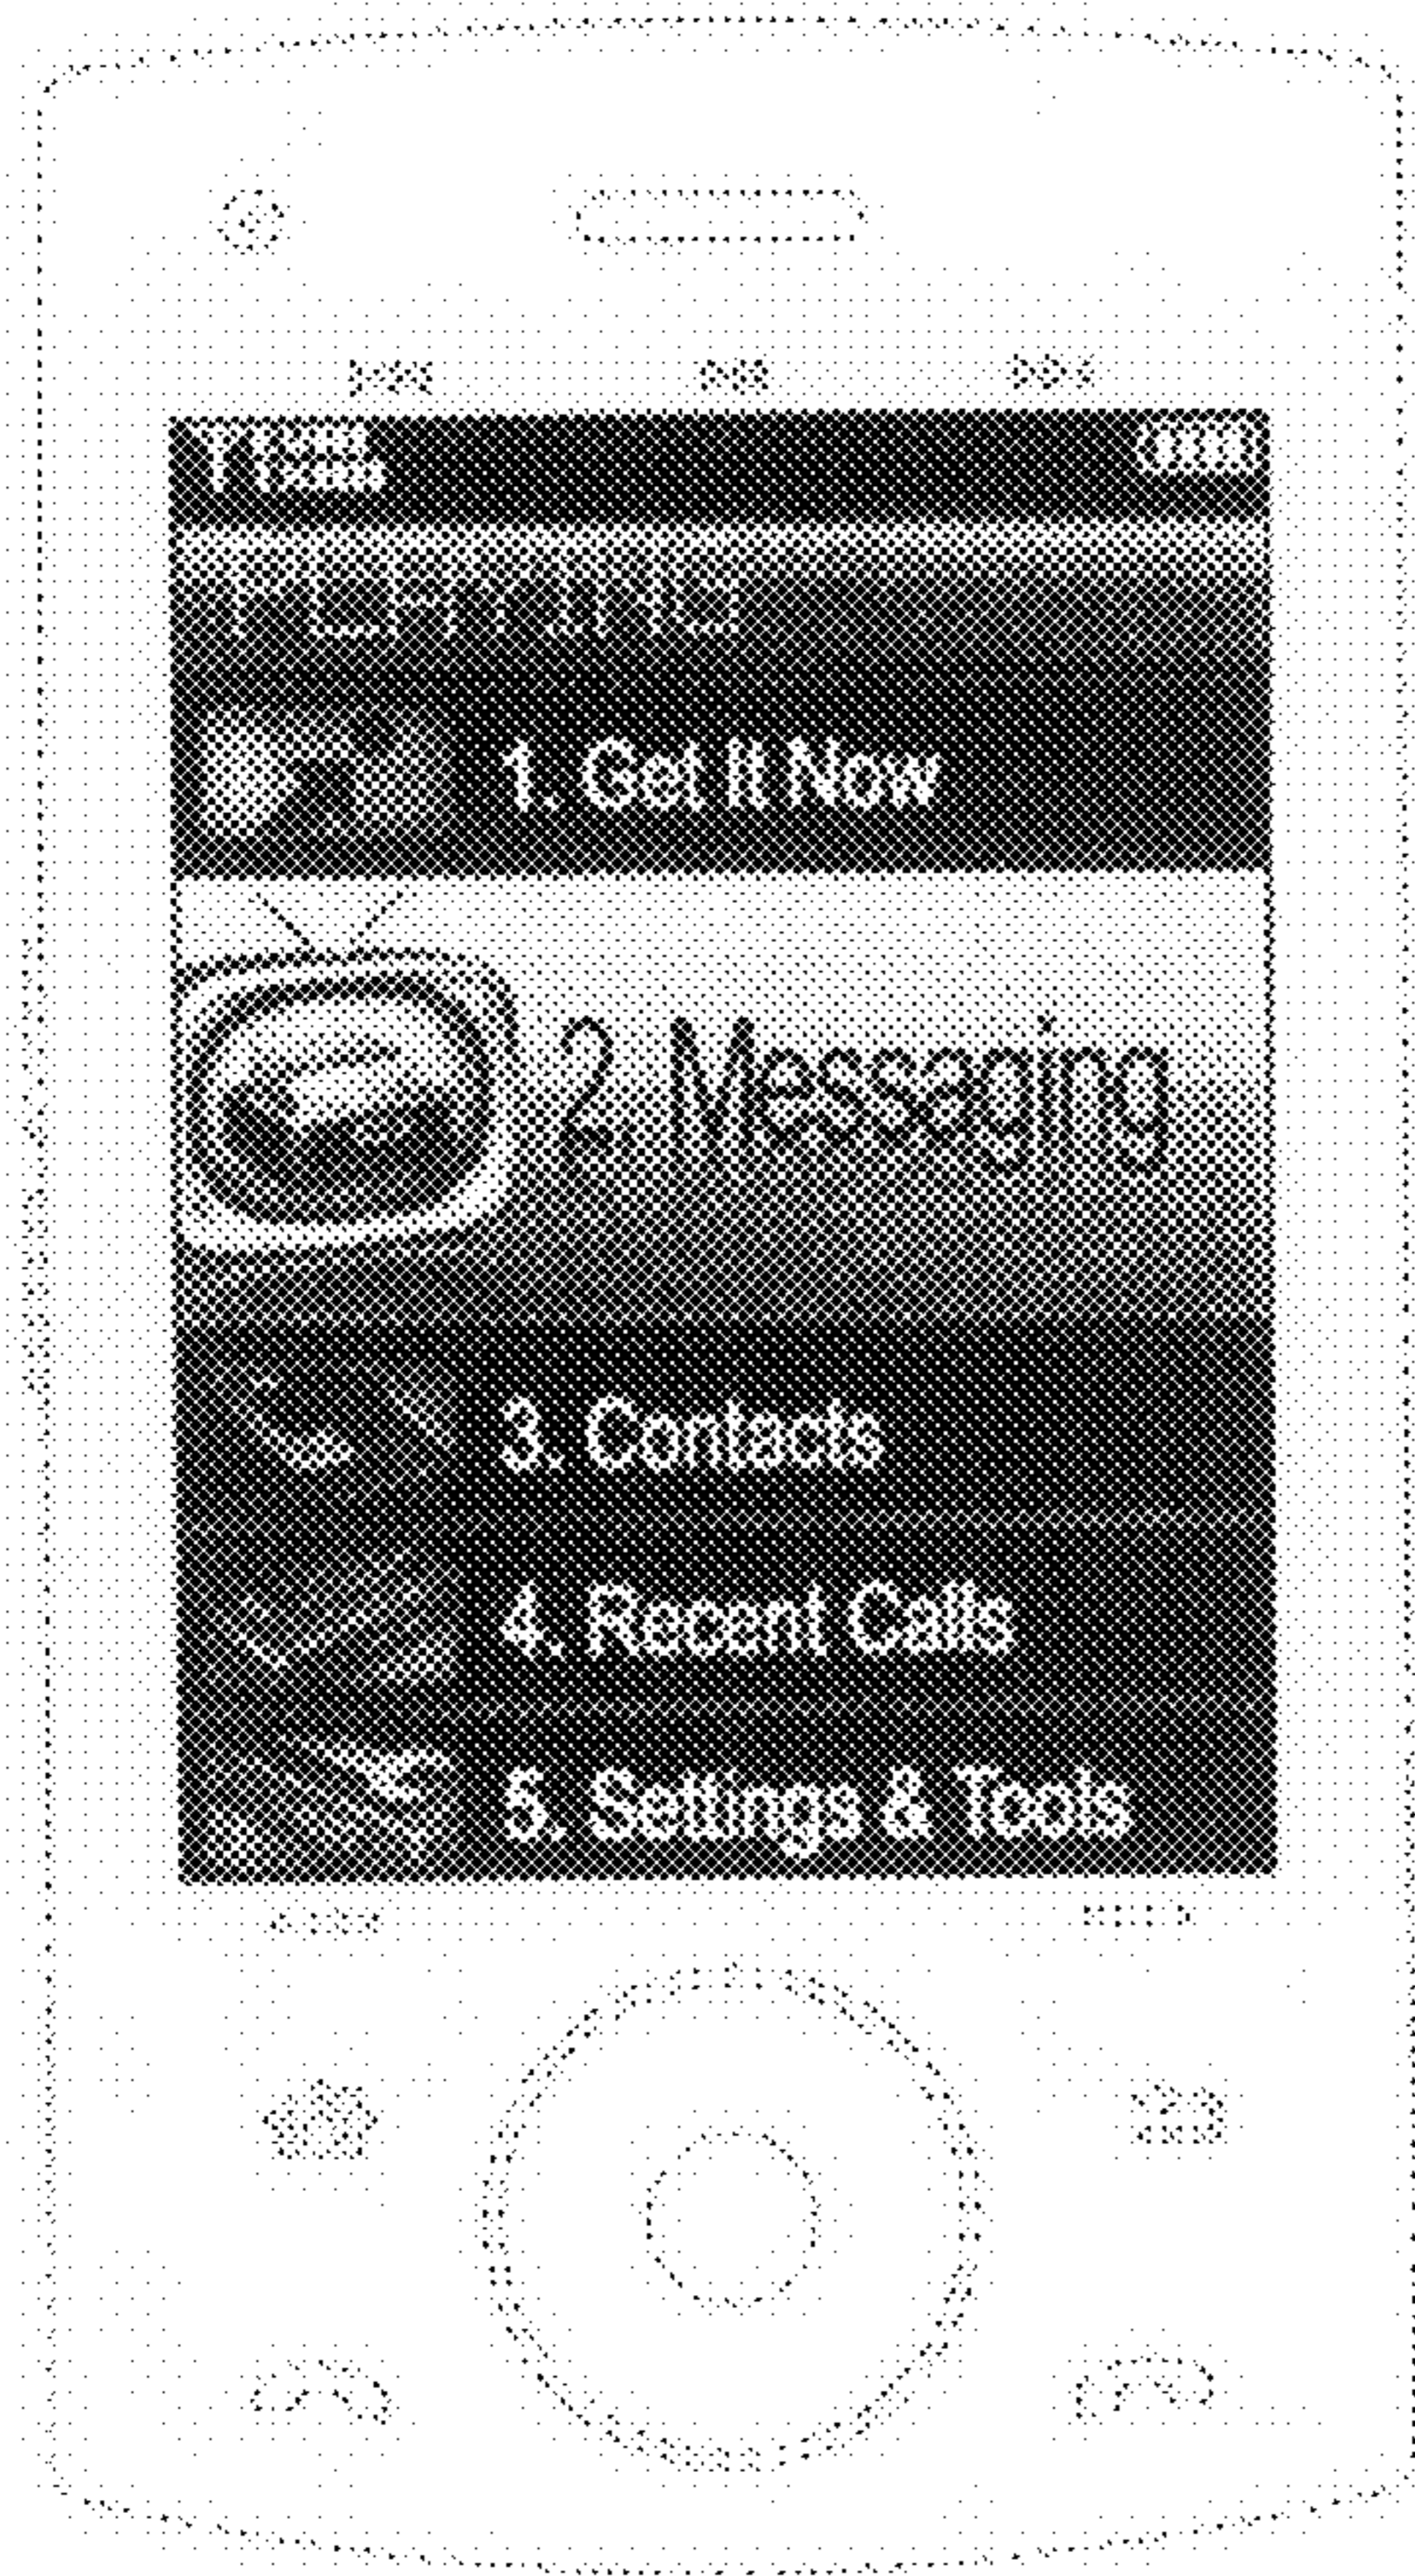 1. Get It Now
2. Messaging
3. Contacts
4. Recent Calls
5. Settings & Tools